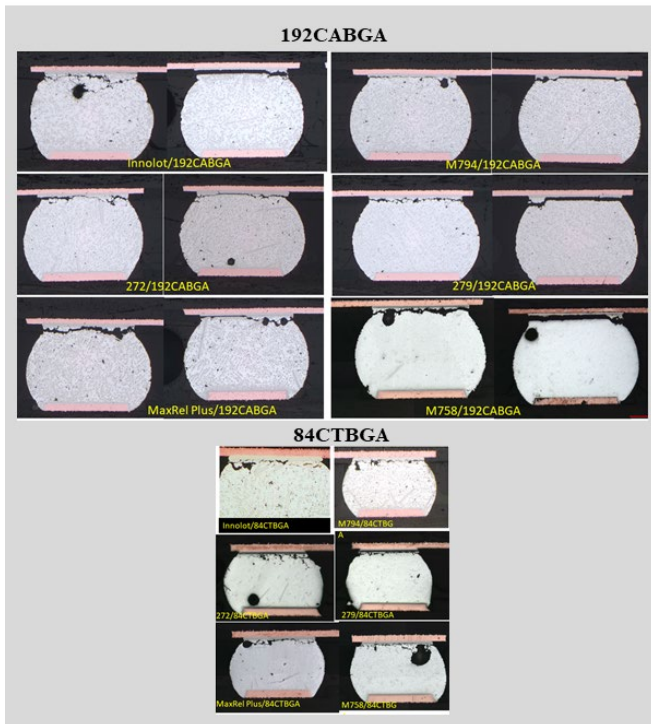 192CABGA
Innolot/192CABGA
M794/192CABGA
272/192CABGA
279/192CABGA
MaxRel Plus/192CABGA
M758/192CABGA
84CTBGA
Innolot/84CTBGA
M794/84CTBG
A
272/84CTBGA
279/84CTBGA
MaxRel Plus/84CTBGA
M758/84CTBG